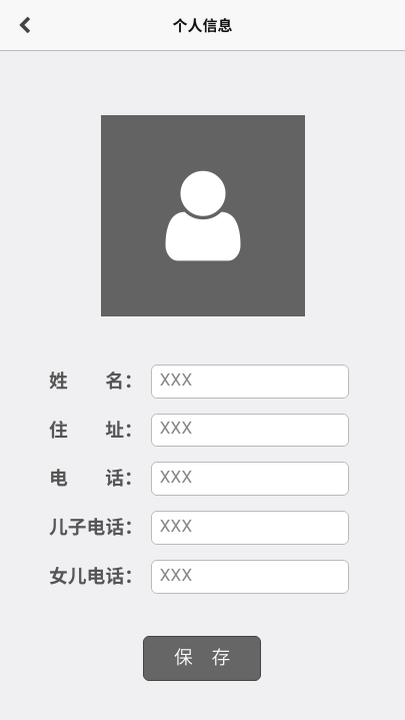 个人信息
姓 名： XXX
住 址： XXX
电 话： XXX
儿子电话： XXX
女儿电话： XXX
保 存